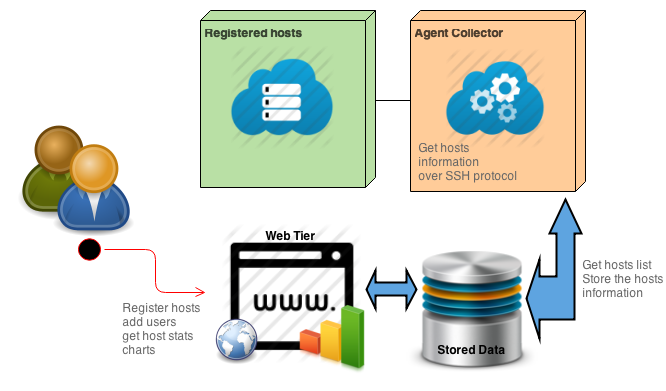 Registered hosts
Agent Collector
Get hosts
information
over SSH protocol
Web Tier
www.
Register hosts
add users
get host stats
charts
Stored Data
Get hosts list
Store the hosts
information